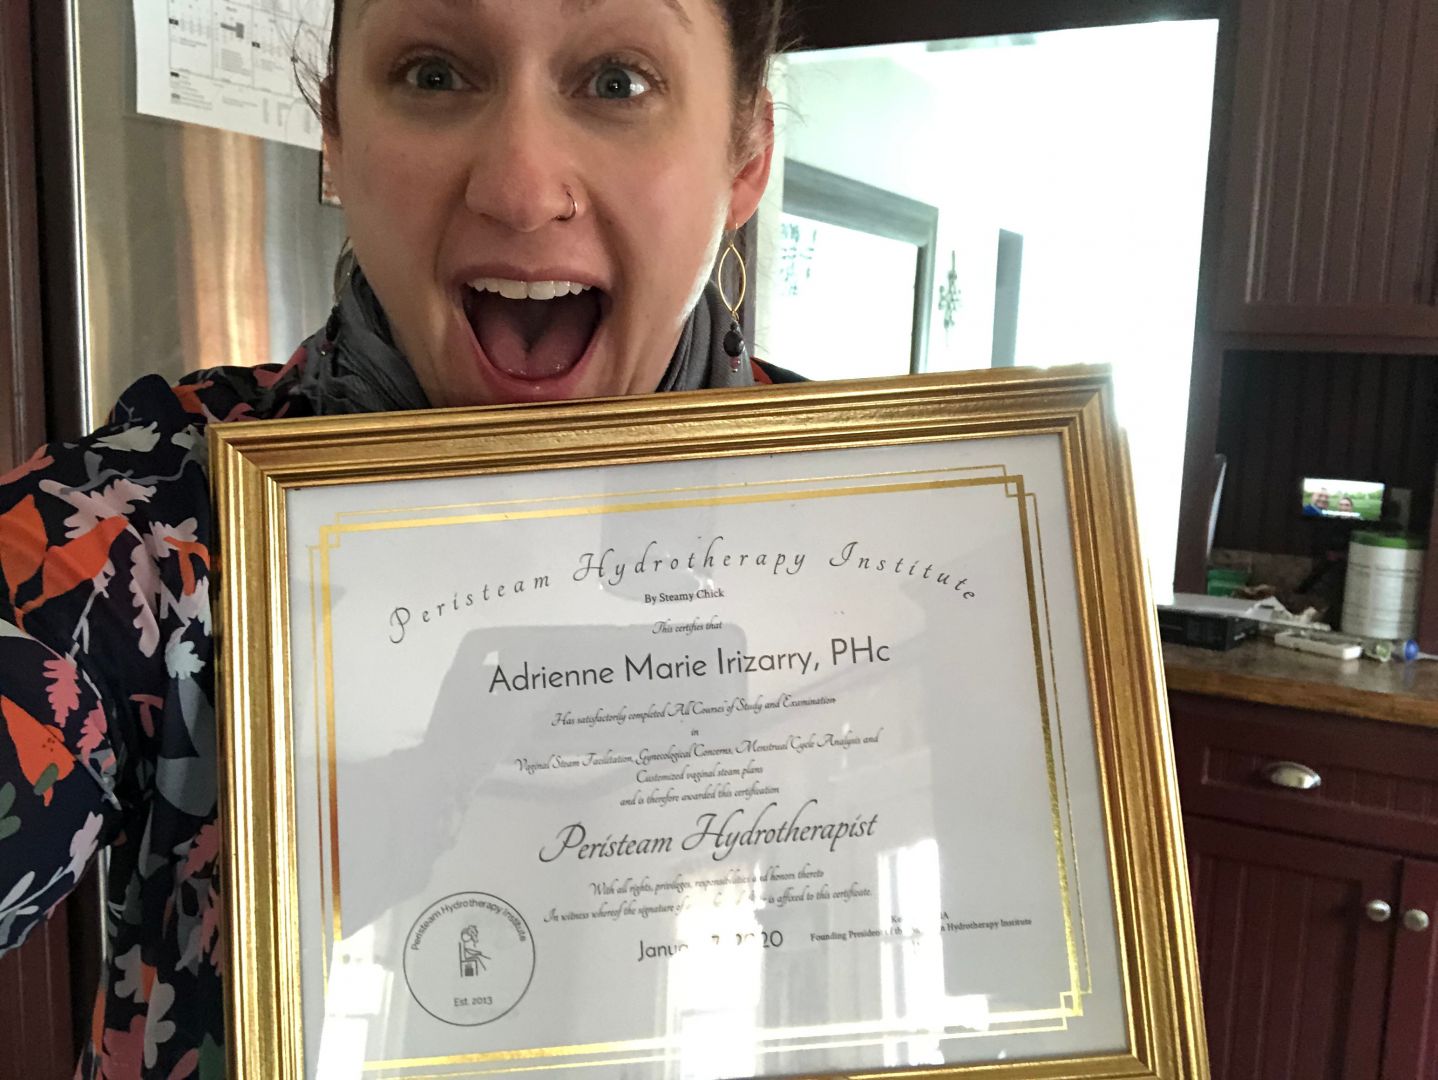 Peristeam Hydrotherapy Institute
By Steamy Chick
This certifies that
Adrienne Marie Irizarry, PHc
Has satisfactorily completed All Courses of Study and Examination
in
Vaginal Steam Facilitation, Gynecological Concerns, Menstrual Cycle Analysis and
Customized vaginal steam plans
and is therefore awarded this certification
Peristeam Hydrotherapist
With all rights, privileges, responsibilities and honors thereto
In witness whereof the signature of is affixed to this certificate.
Founding President of the Hydrotherapy Institute
Peristeam Hydrotherapy Institute
Est. 2013